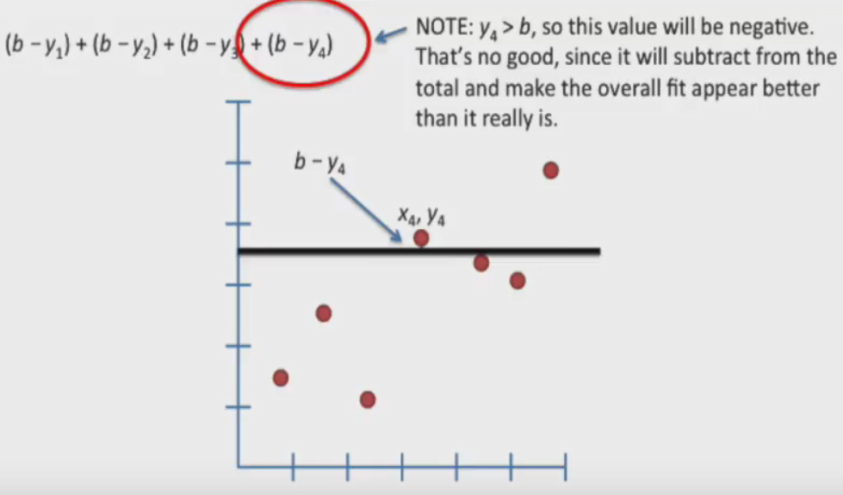 (b – y₁) + (b – y₂) + (b – y₃) + (b – y₄)
NOTE: y₄ > b, so this value will be negative.
That's no good, since it will subtract from the
total and make the overall fit appear better
than it really is.
b – y₄
x₄, y₄